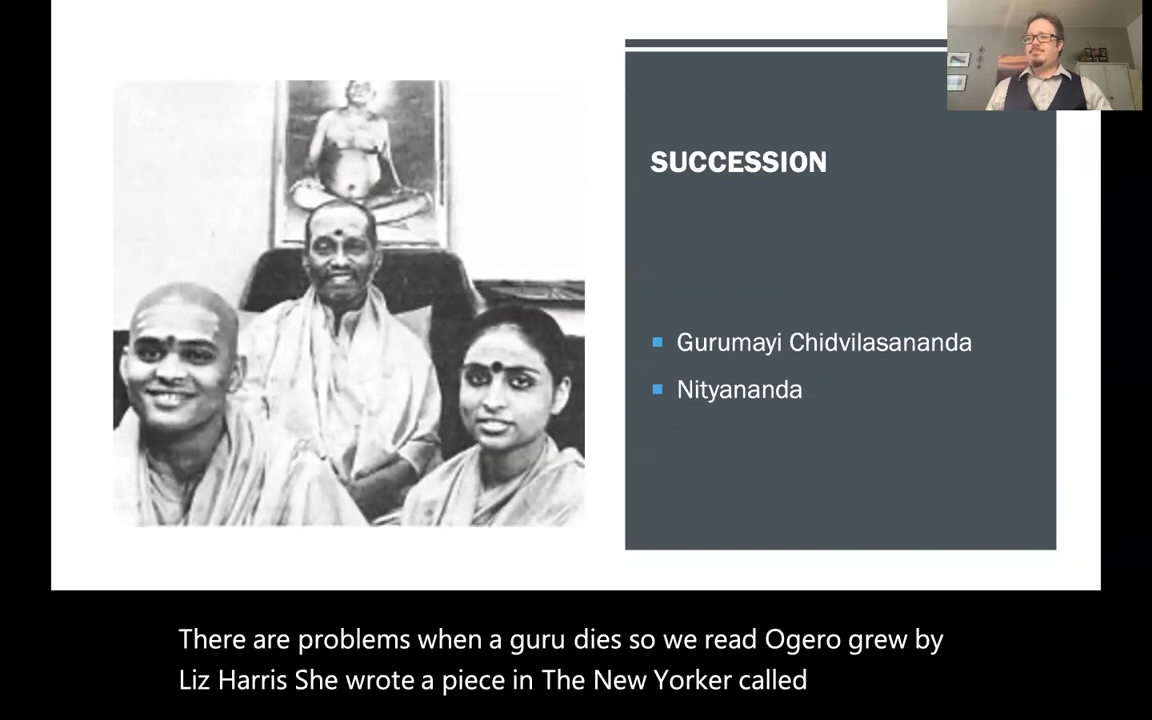 SUCCESSION
Gurumayi Chidvilasananda
Nityananda
There are problems when a guru dies so we read Ogero grew by
Liz Harris She wrote a piece in The New Yorker called